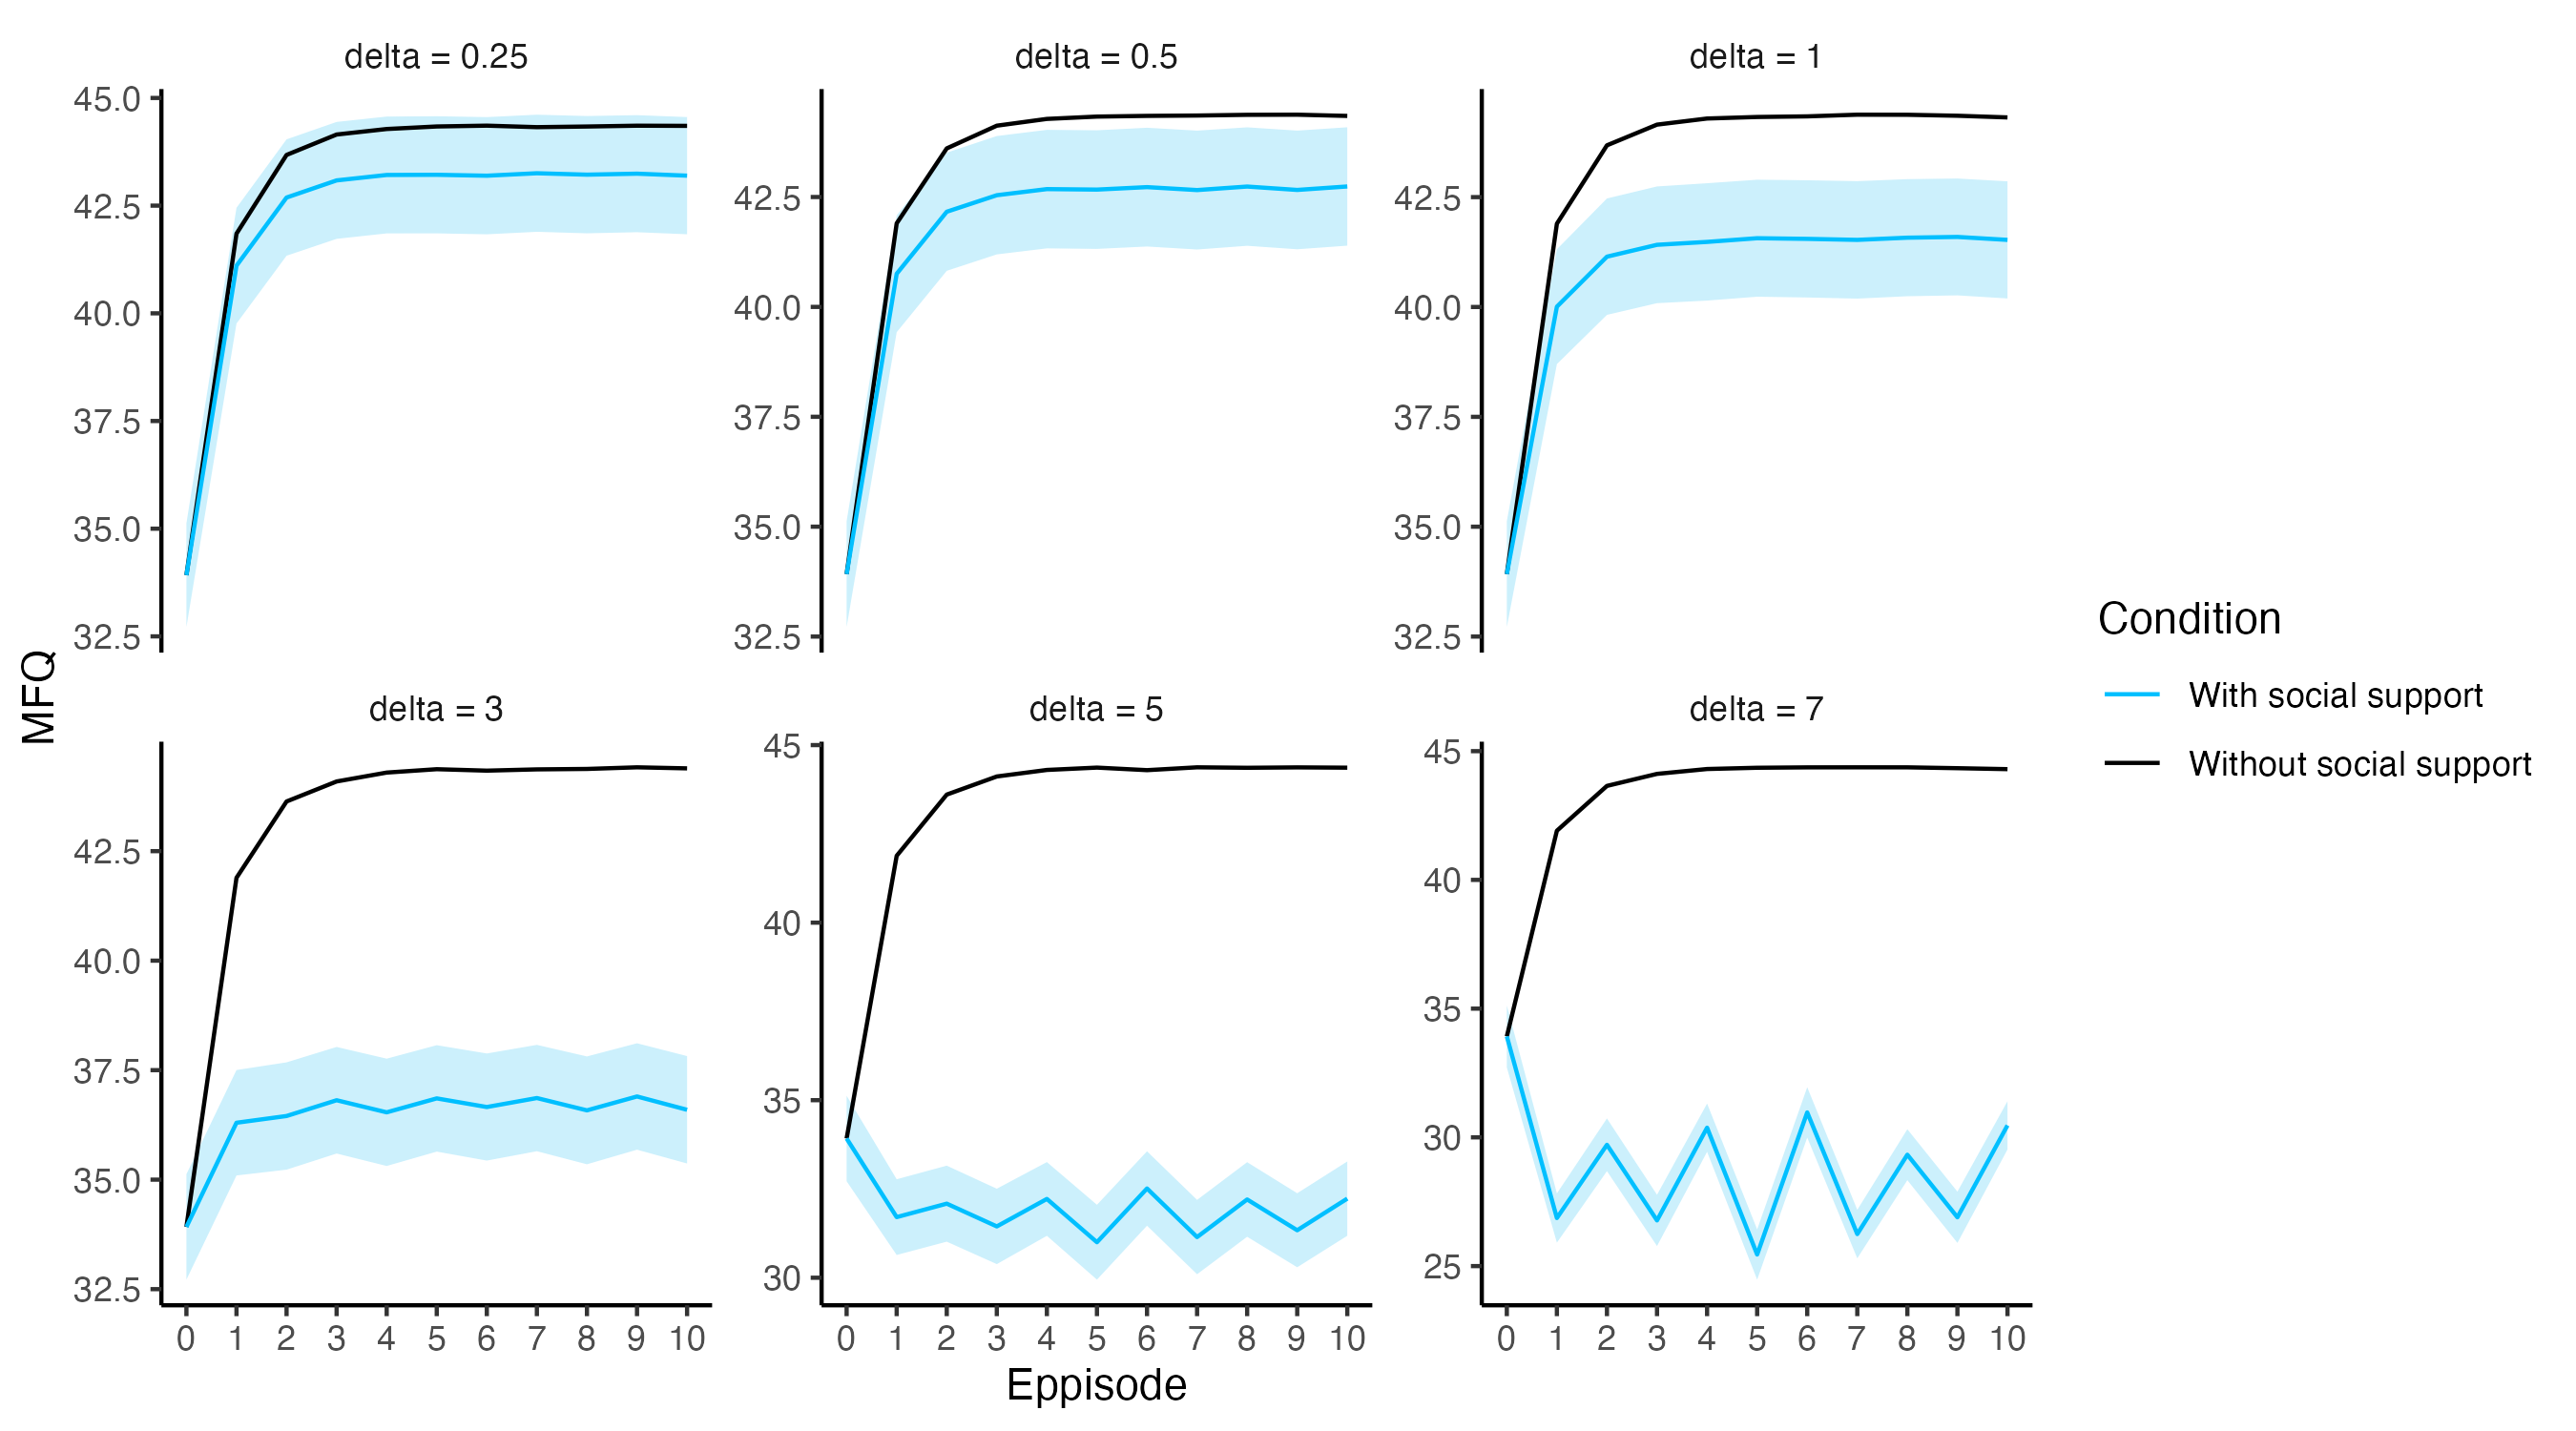 delta = 0.25
delta = 0.5
delta = 1
45.0
42.5
40.0
37.5
35.0
32.5
42.5
40.0
37.5
35.0
32.5
42.5
40.0
37.5
35.0
32.5
MFQ
delta = 3
delta = 5
delta = 7
42.5
40.0
37.5
35.0
32.5
45
40
35
30
45
40
35
30
25
0 1 2 3 4 5 6 7 8 9 10
0 1 2 3 4 5 6 7 8 9 10
0 1 2 3 4 5 6 7 8 9 10
Eppisode
Condition
With social support
Without social support